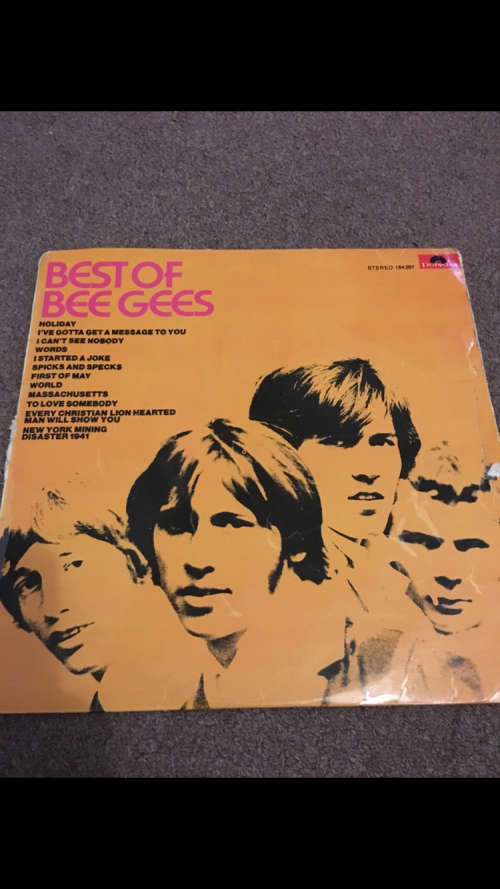 BEST OF
BEE GEES
STEREO 184 297
Polydor
HOLIDAY
I'VE GOTTA GET A MESSAGE TO YOU
I CAN'T SEE NOBODY
WORDS
I STARTED A JOKE
SPICKS AND SPECKS
FIRST OF MAY
WORLD
MASSACHUSETTS
TO LOVE SOMEBODY
EVERY CHRISTIAN LION HEARTED
MAN WILL SHOW YOU
NEW YORK MINING
DISASTER 1941